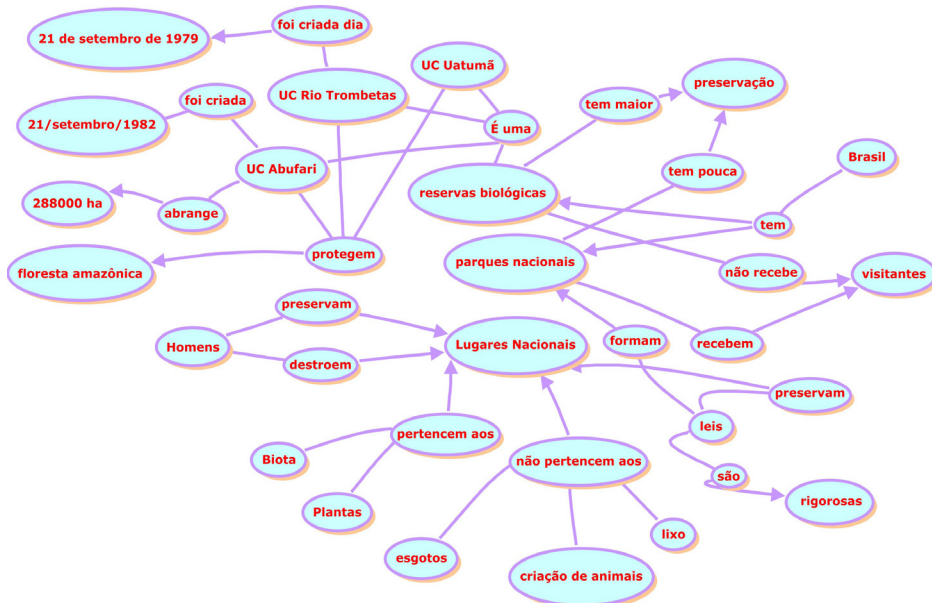 foi criada dia
21 de setembro de 1979
UC Uatumã
UC Rio Trombetas
tem maior
preservação
foi criada
21/setembro/1982
É uma
Brasil
UC Abufari
tem pouca
reservas biológicas
288000 ha
abrange
tem
protegem
parques nacionais
floresta amazônica
não recebe
visitantes
preservam
Homens
Lugares Nacionais
formam
recebem
destroem
preservam
pertencem aos
leis
Biota
não pertencem aos
são
rigorosas
Plantas
lixo
esgotos
criação de animais